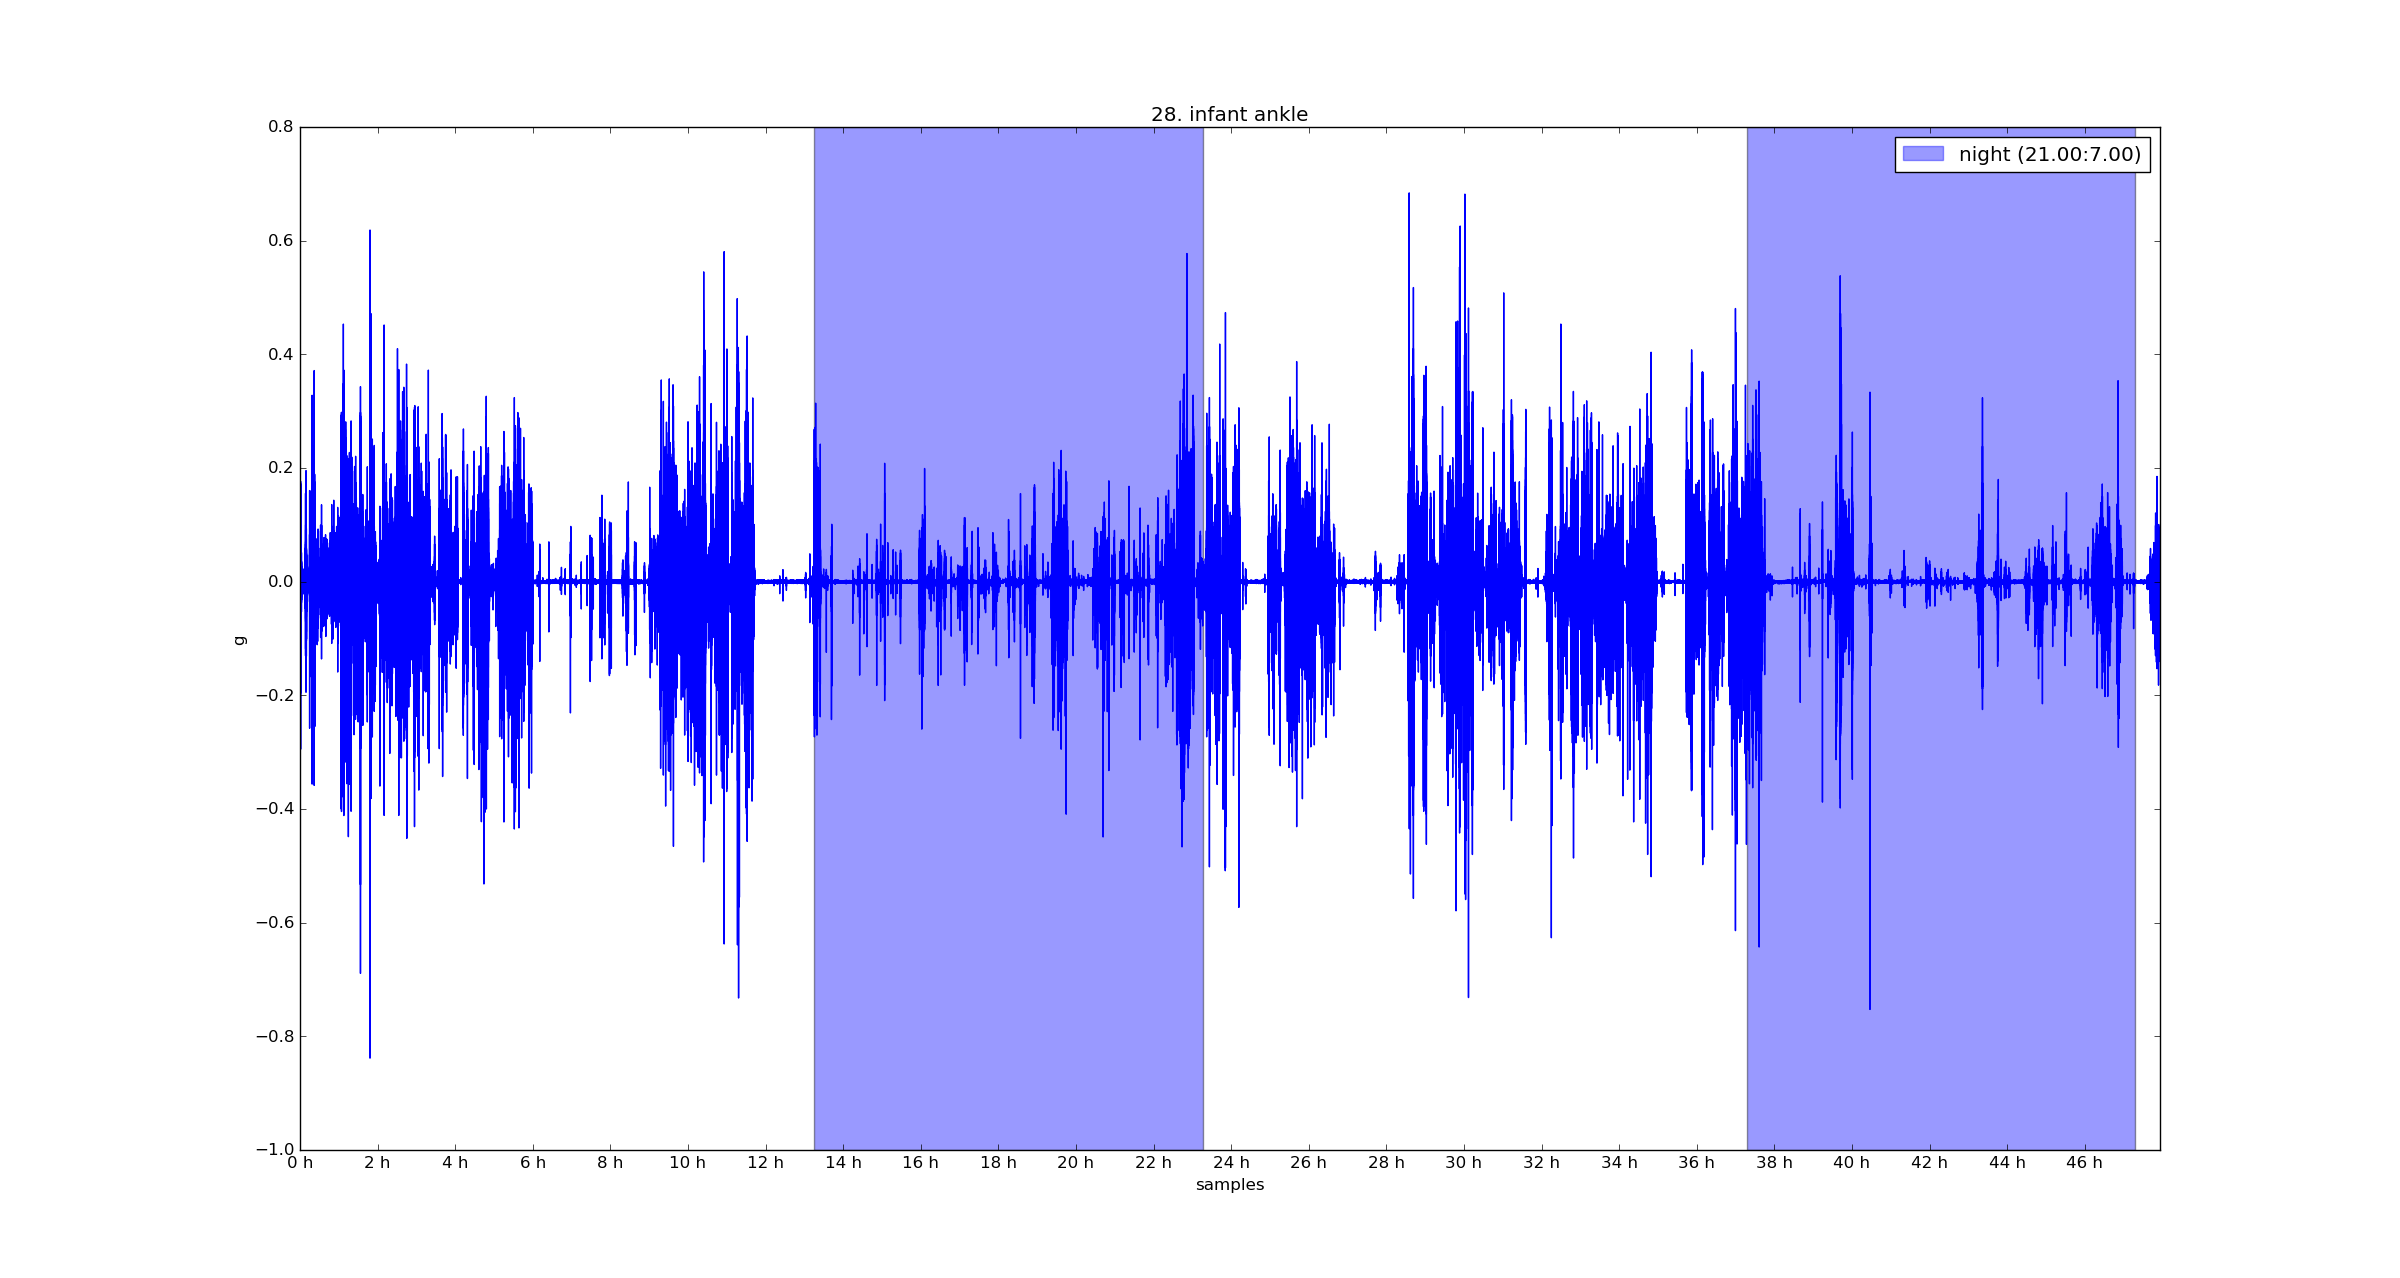 28. infant ankle
night (21.00:7.00)
0.8
0.6
0.4
0.2
0.0
−0.2
−0.4
−0.6
−0.8
−1.0
g
0 h 2 h 4 h 6 h 8 h 10 h 12 h 14 h 16 h 18 h 20 h 22 h 24 h 26 h 28 h 30 h 32 h 34 h 36 h 38 h 40 h 42 h 44 h 46 h
samples